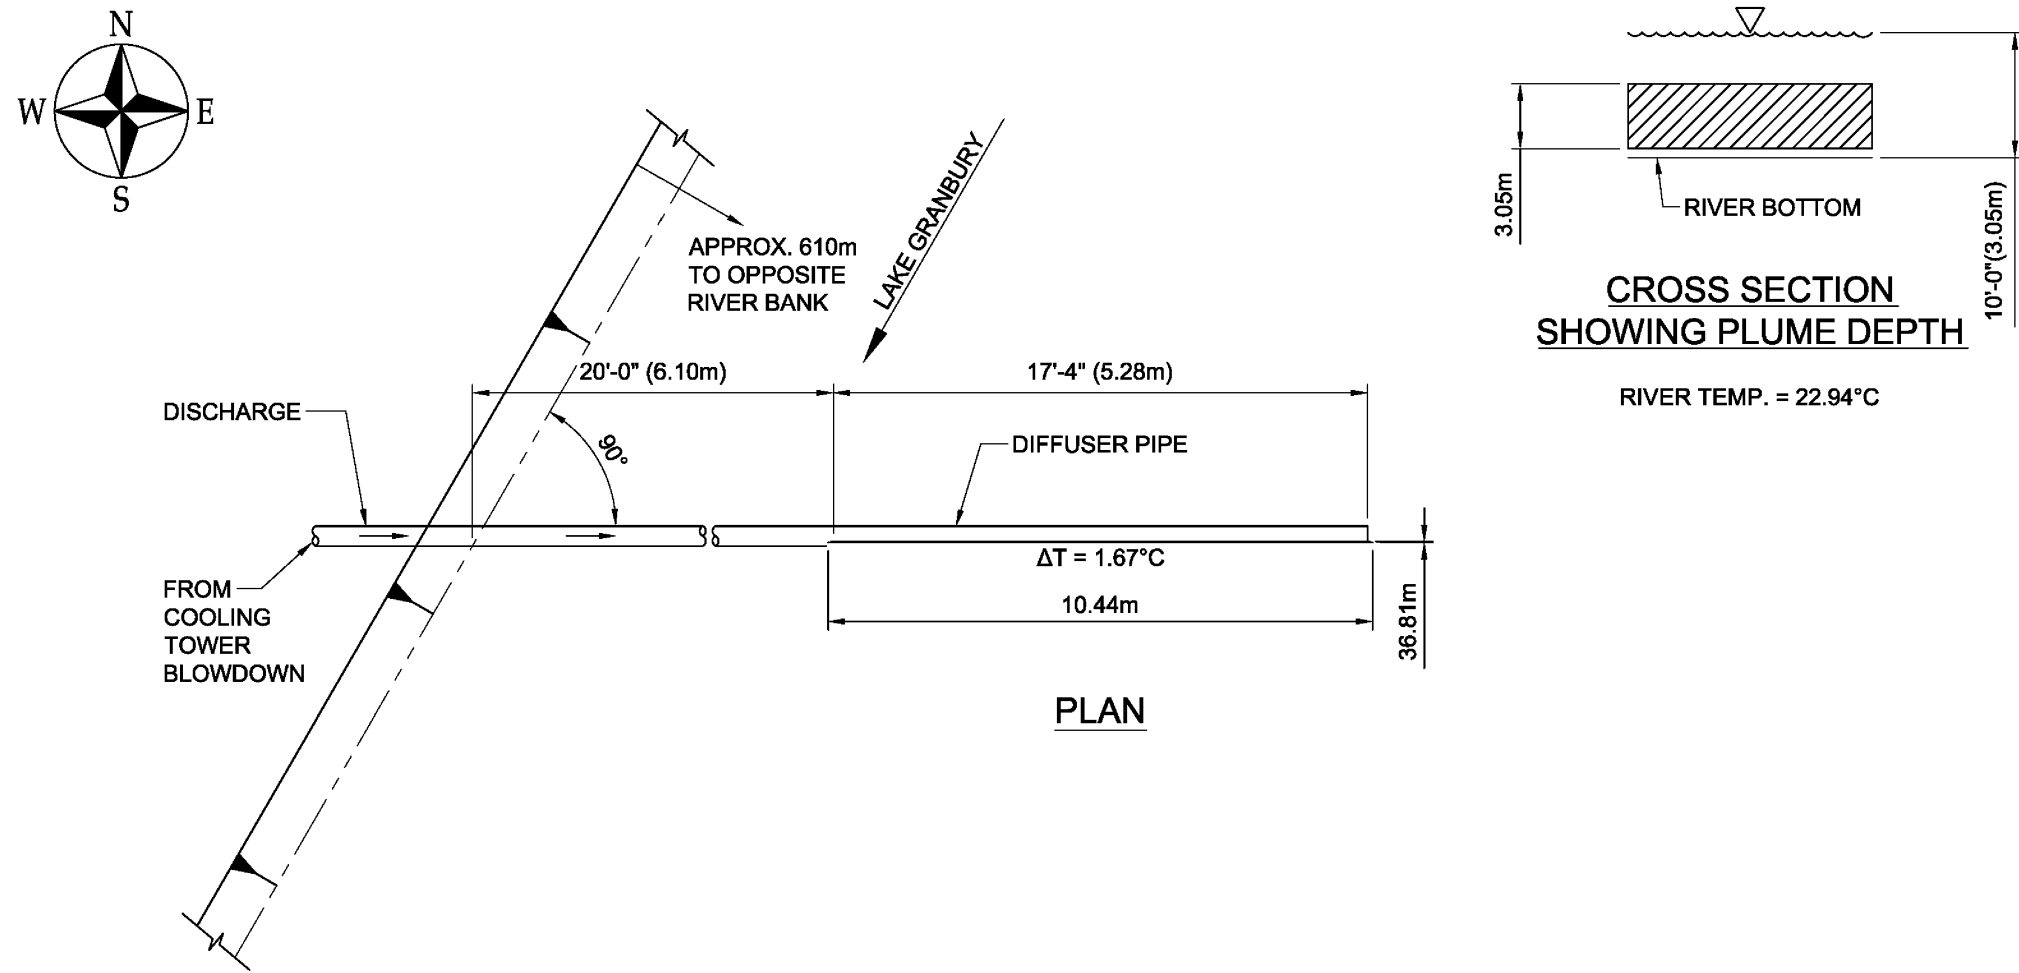 N
W
E
S
APPROX. 610m
TO OPPOSITE
RIVER BANK
LAKE GRANBURY
20'-0" (6.10m)
17'-4" (5.28m)
DISCHARGE
90°
DIFFUSER PIPE
ΔT = 1.67°C
10.44m
36.81m
FROM
COOLING
TOWER
BLOWDOWN
PLAN
3.05m
RIVER BOTTOM
10'-0"(3.05m)
CROSS SECTION
SHOWING PLUME DEPTH
RIVER TEMP. = 22.94°C